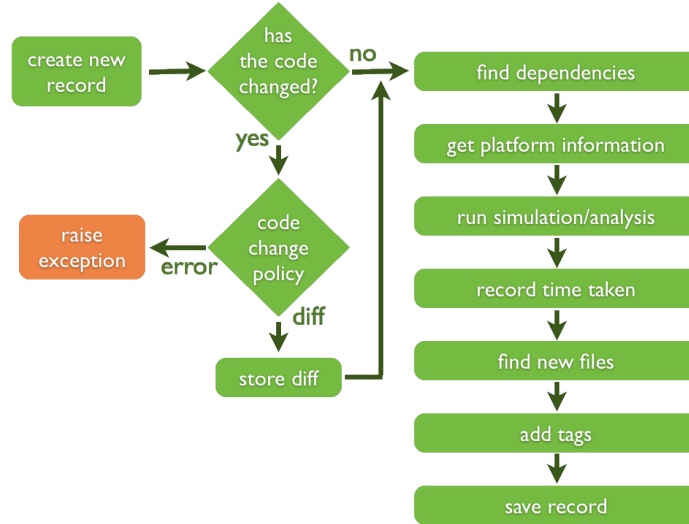 create new
record
has
the code
changed?
no
yes
code
change
policy
error
raise
exception
diff
store diff
find dependencies
get platform information
run simulation/analysis
record time taken
find new files
add tags
save record